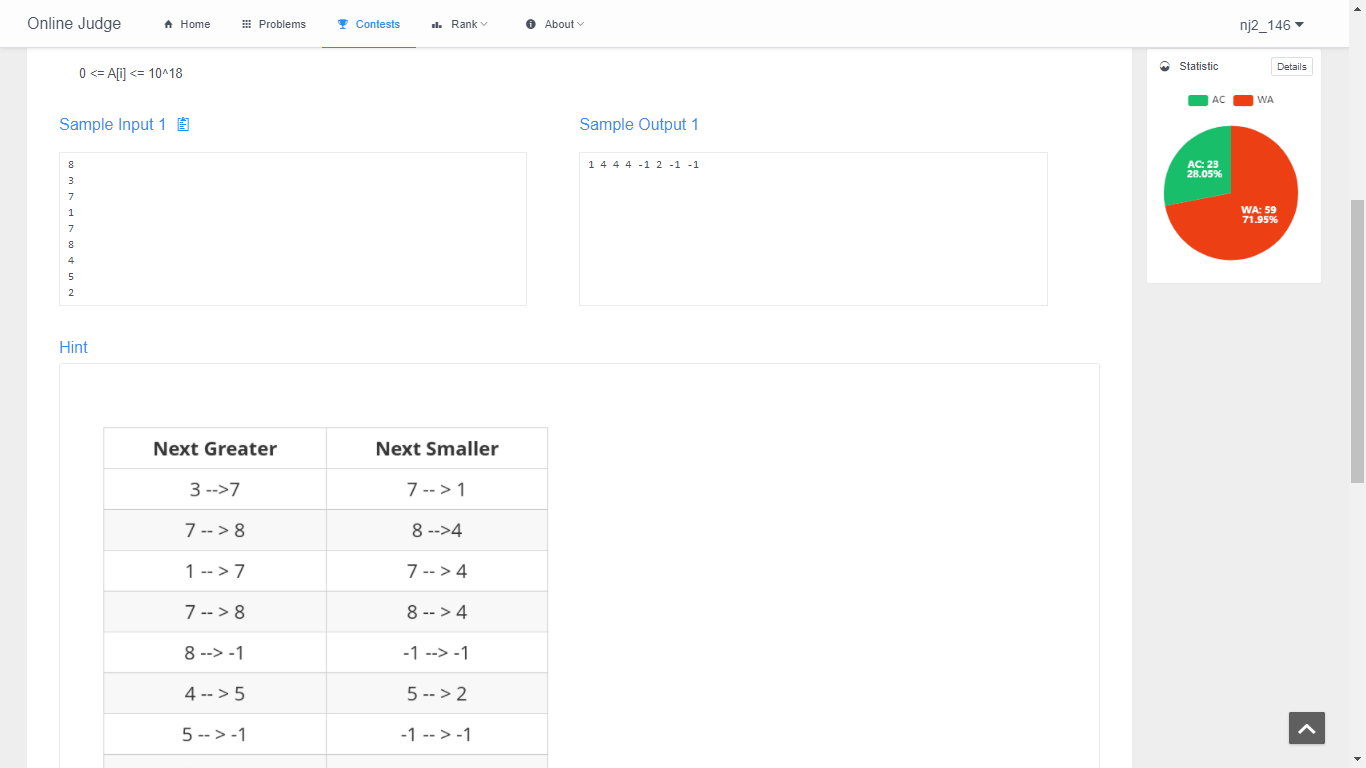 Online Judge Home Problems Contests Rank About nj2_146
0 <= A[i] <= 10^18
Statistic Details
AC WA
AC: 23
28.05%
WA: 59
71.95%
Sample Input 1
8
3
7
1
7
8
4
5
2
Sample Output 1
1 4 4 4 -1 2 -1 -1
Hint
Next Greater Next Smaller
3 -->7 7 -- > 1
7 -- > 8 8 -->4
1 -- > 7 7 -- > 4
7 -- > 8 8 -- > 4
8 --> -1 -1 --> -1
4 -- > 5 5 -- > 2
5 -- > -1 -1 -- > -1